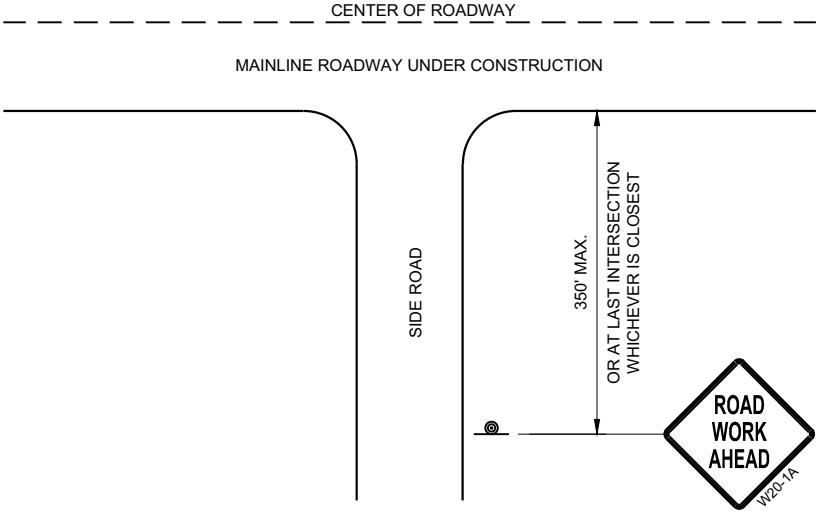 CENTER OF ROADWAY
MAINLINE ROADWAY UNDER CONSTRUCTION
SIDE ROAD
350' MAX.
OR AT LAST INTERSECTION
WHICHEVER IS CLOSEST
ROAD
WORK
AHEAD
W20-1A